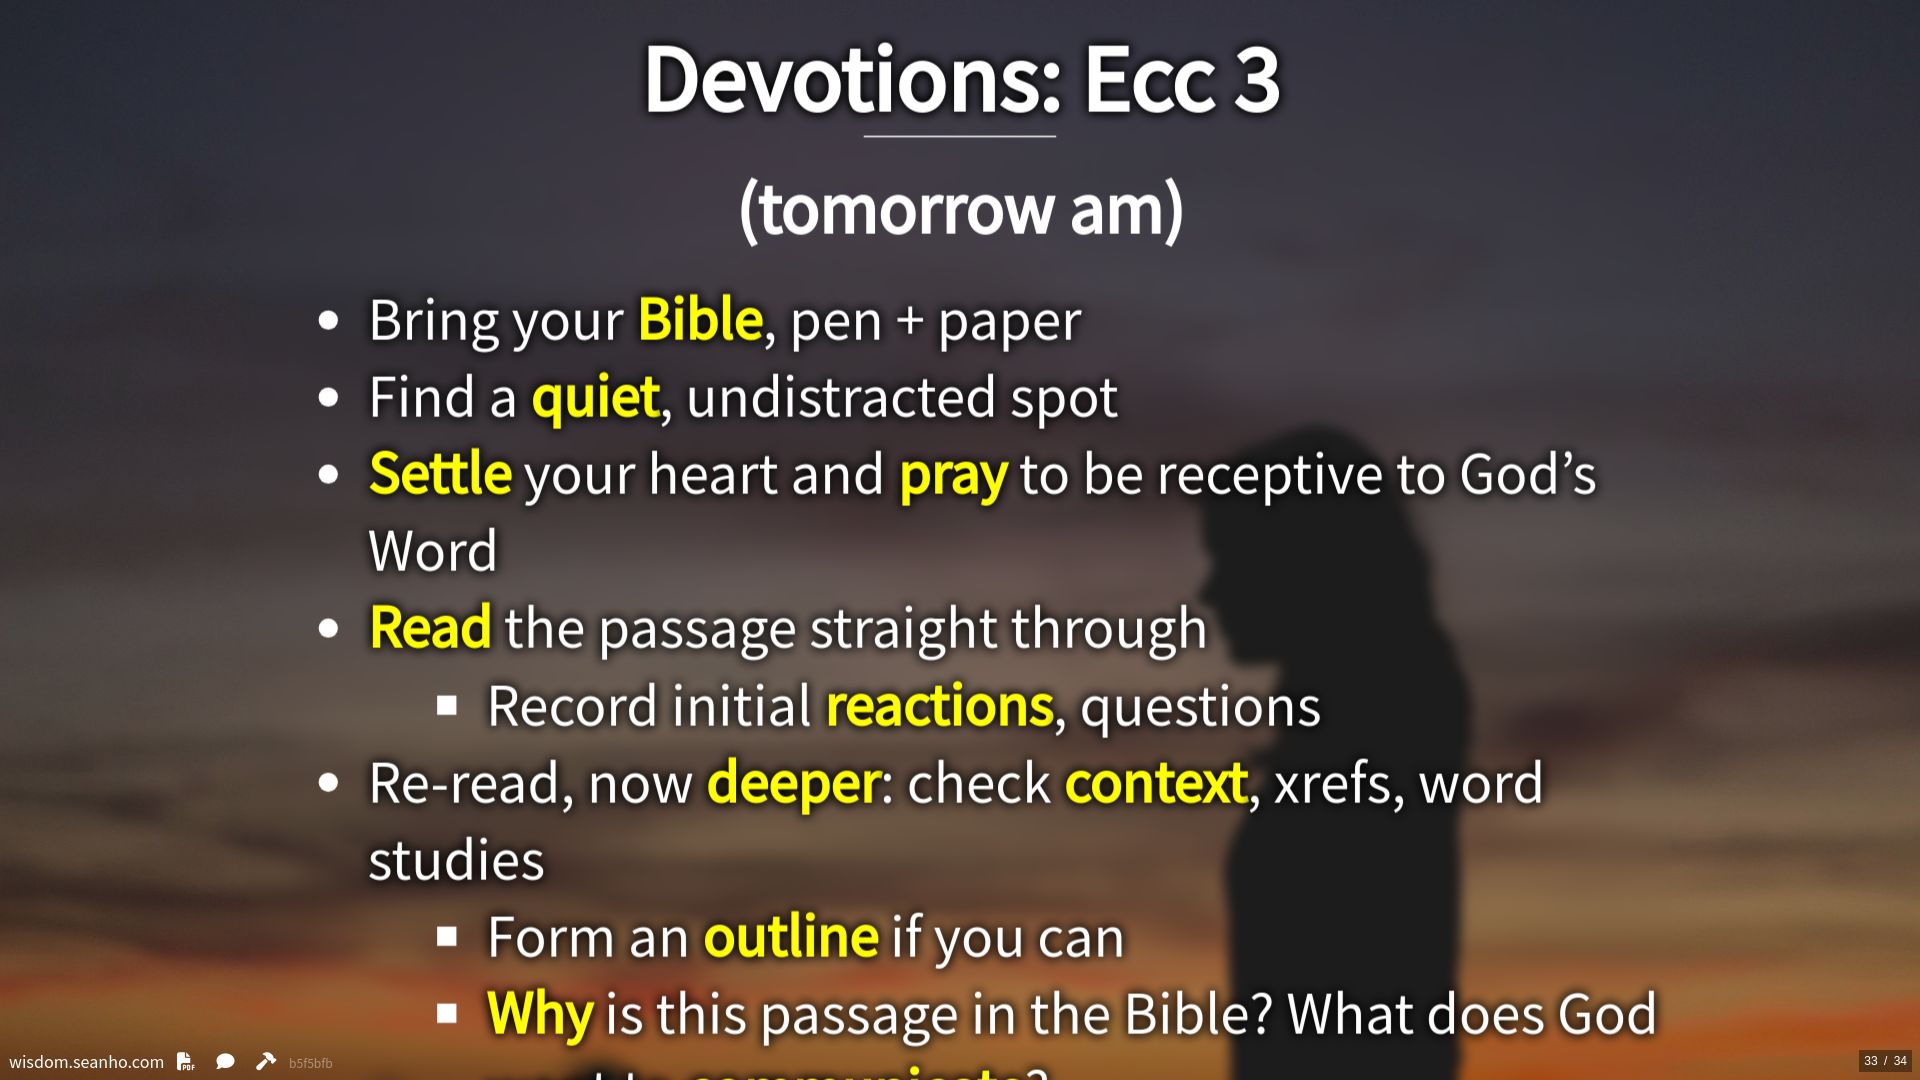 Devotions: Ecc 3
(tomorrow am)
• Bring your Bible, pen + paper
• Find a quiet, undistracted spot
• Settle your heart and pray to be receptive to God’s
Word
• Read the passage straight through
▪ Record initial reactions, questions
• Re-read, now deeper: check context, xrefs, word
studies
▪ Form an outline if you can
▪ Why is this passage in the Bible? What does God
to communicate?
wisdom.seanho.com PDF b5f5bfb
33 / 34